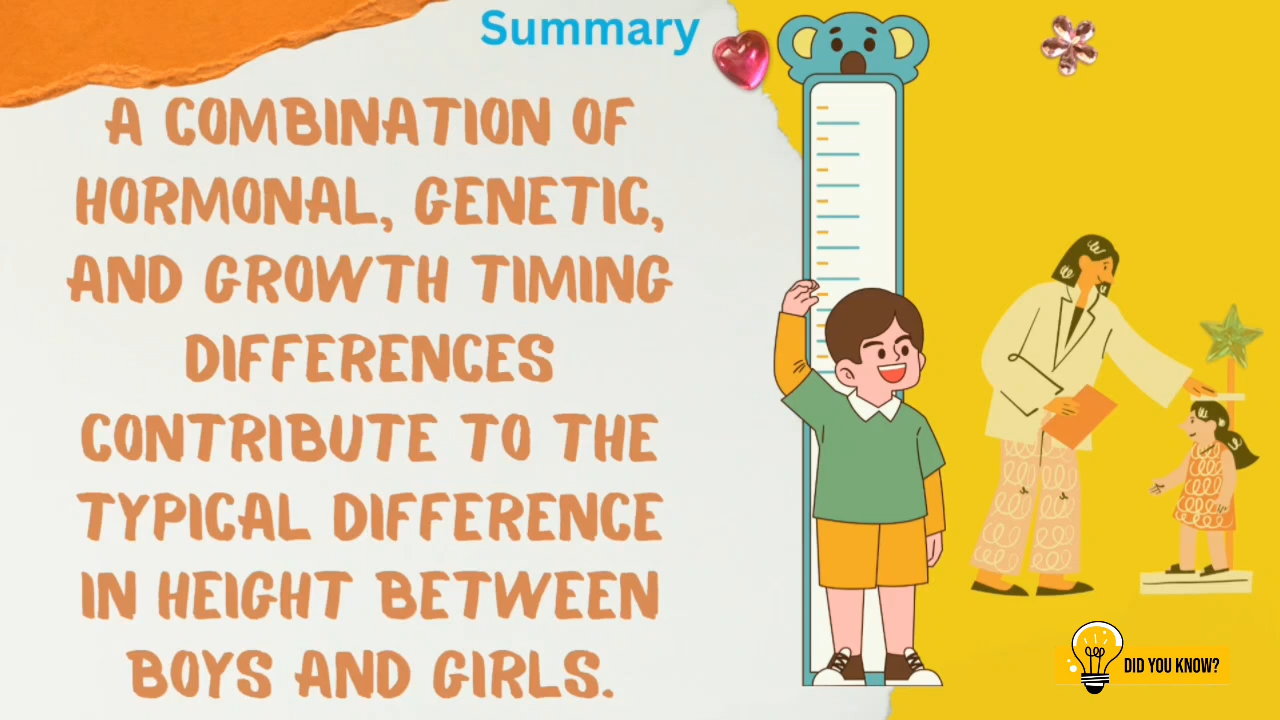 Summary
A COMBINATION OF
HORMONAL, GENETIC,
AND GROWTH TIMING
DIFFERENCES
CONTRIBUTE TO THE
TYPICAL DIFFERENCE
IN HEIGHT BETWEEN
BOYS AND GIRLS.
DID YOU KNOW?